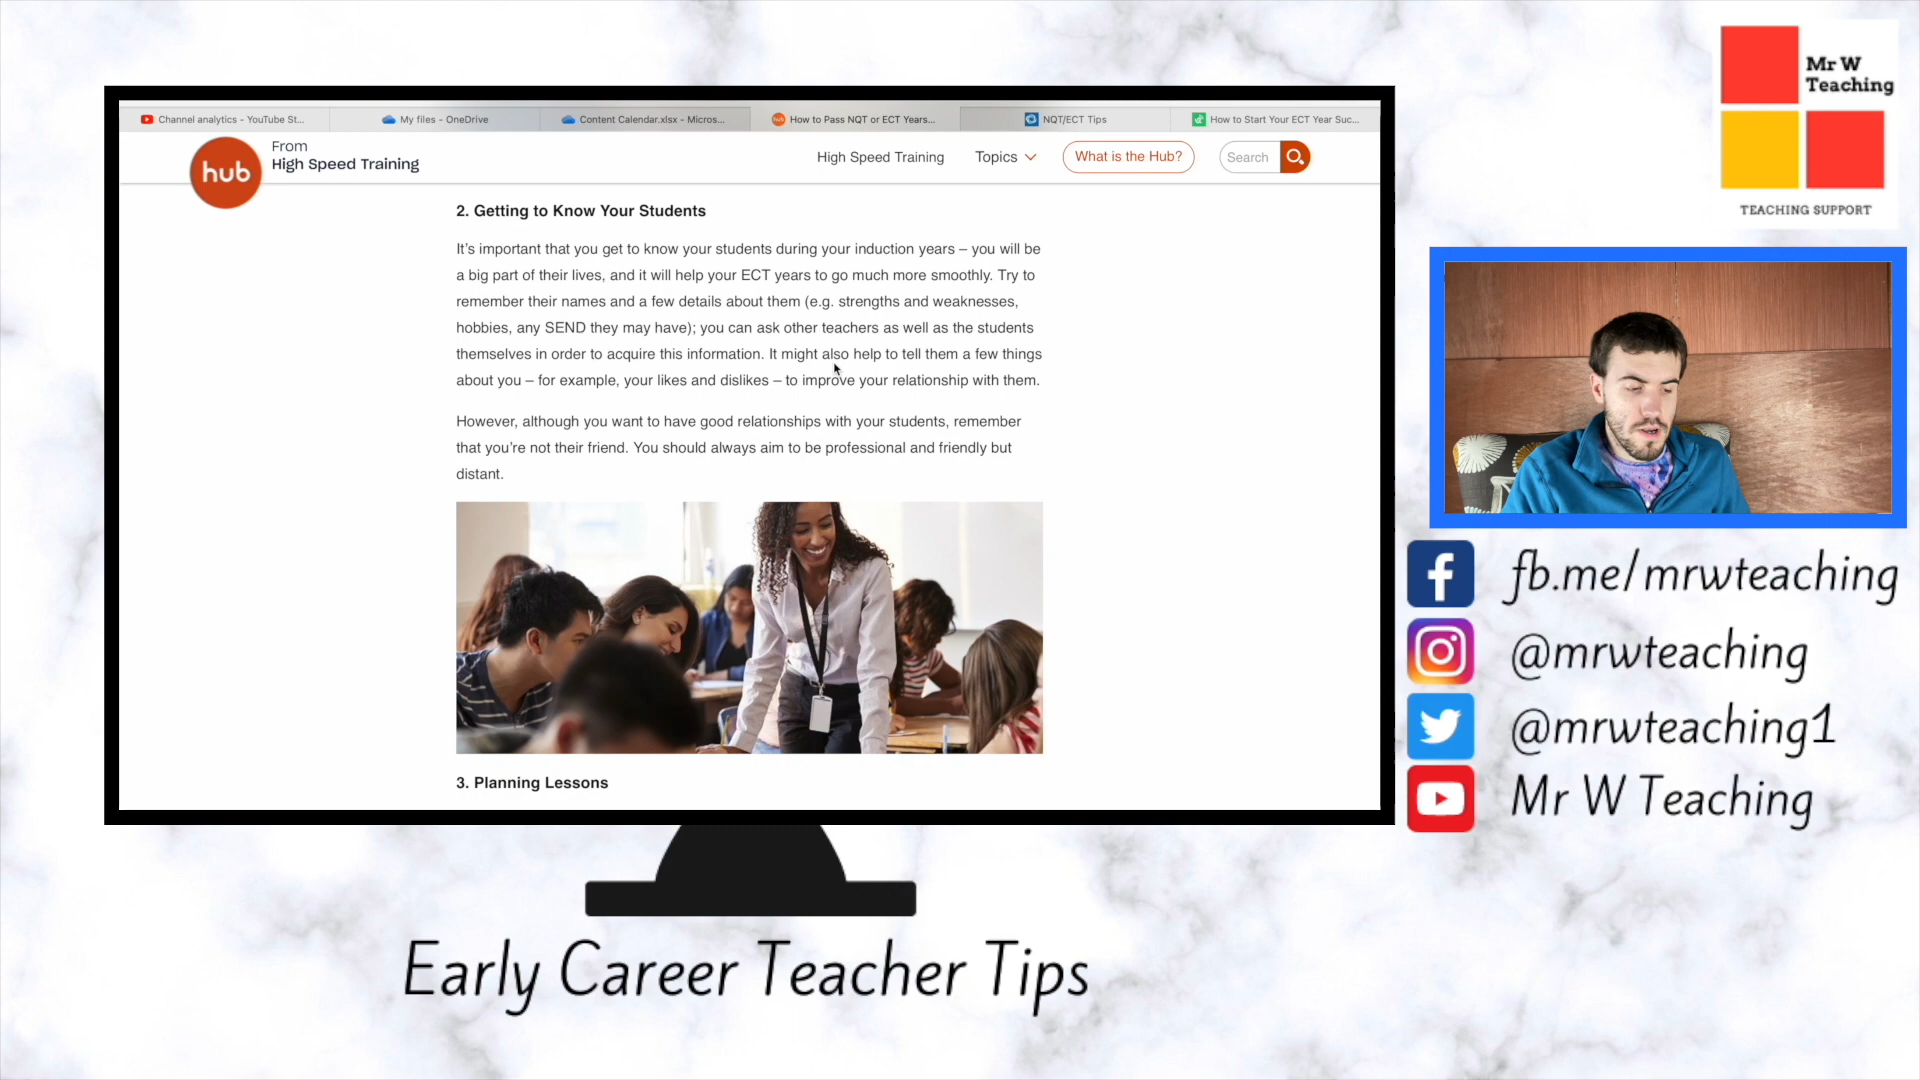 Channel analytics - YouTube St...
My files - OneDrive
Content Calendar.xlsx - Micros...
How to Pass NQT or ECT Years...
NQT/ECT Tips
How to Start Your ECT Year Suc...
hub
From
High Speed Training
High Speed Training
Topics
What is the Hub?
Search
2. Getting to Know Your Students
It's important that you get to know your students during your induction years – you will be
a big part of their lives, and it will help your ECT years to go much more smoothly. Try to
remember their names and a few details about them (e.g. strengths and weaknesses,
hobbies, any SEND they may have); you can ask other teachers as well as the students
themselves in order to acquire this information. It might also help to tell them a few things
about you – for example, your likes and dislikes – to improve your relationship with them.
However, although you want to have good relationships with your students, remember
that you're not their friend. You should always aim to be professional and friendly but
distant.
3. Planning Lessons
Mr W
Teaching
TEACHING SUPPORT
fb.me/mrwteaching
@mrwteaching
@mrwteaching1
Mr W Teaching
Early Career Teacher Tips